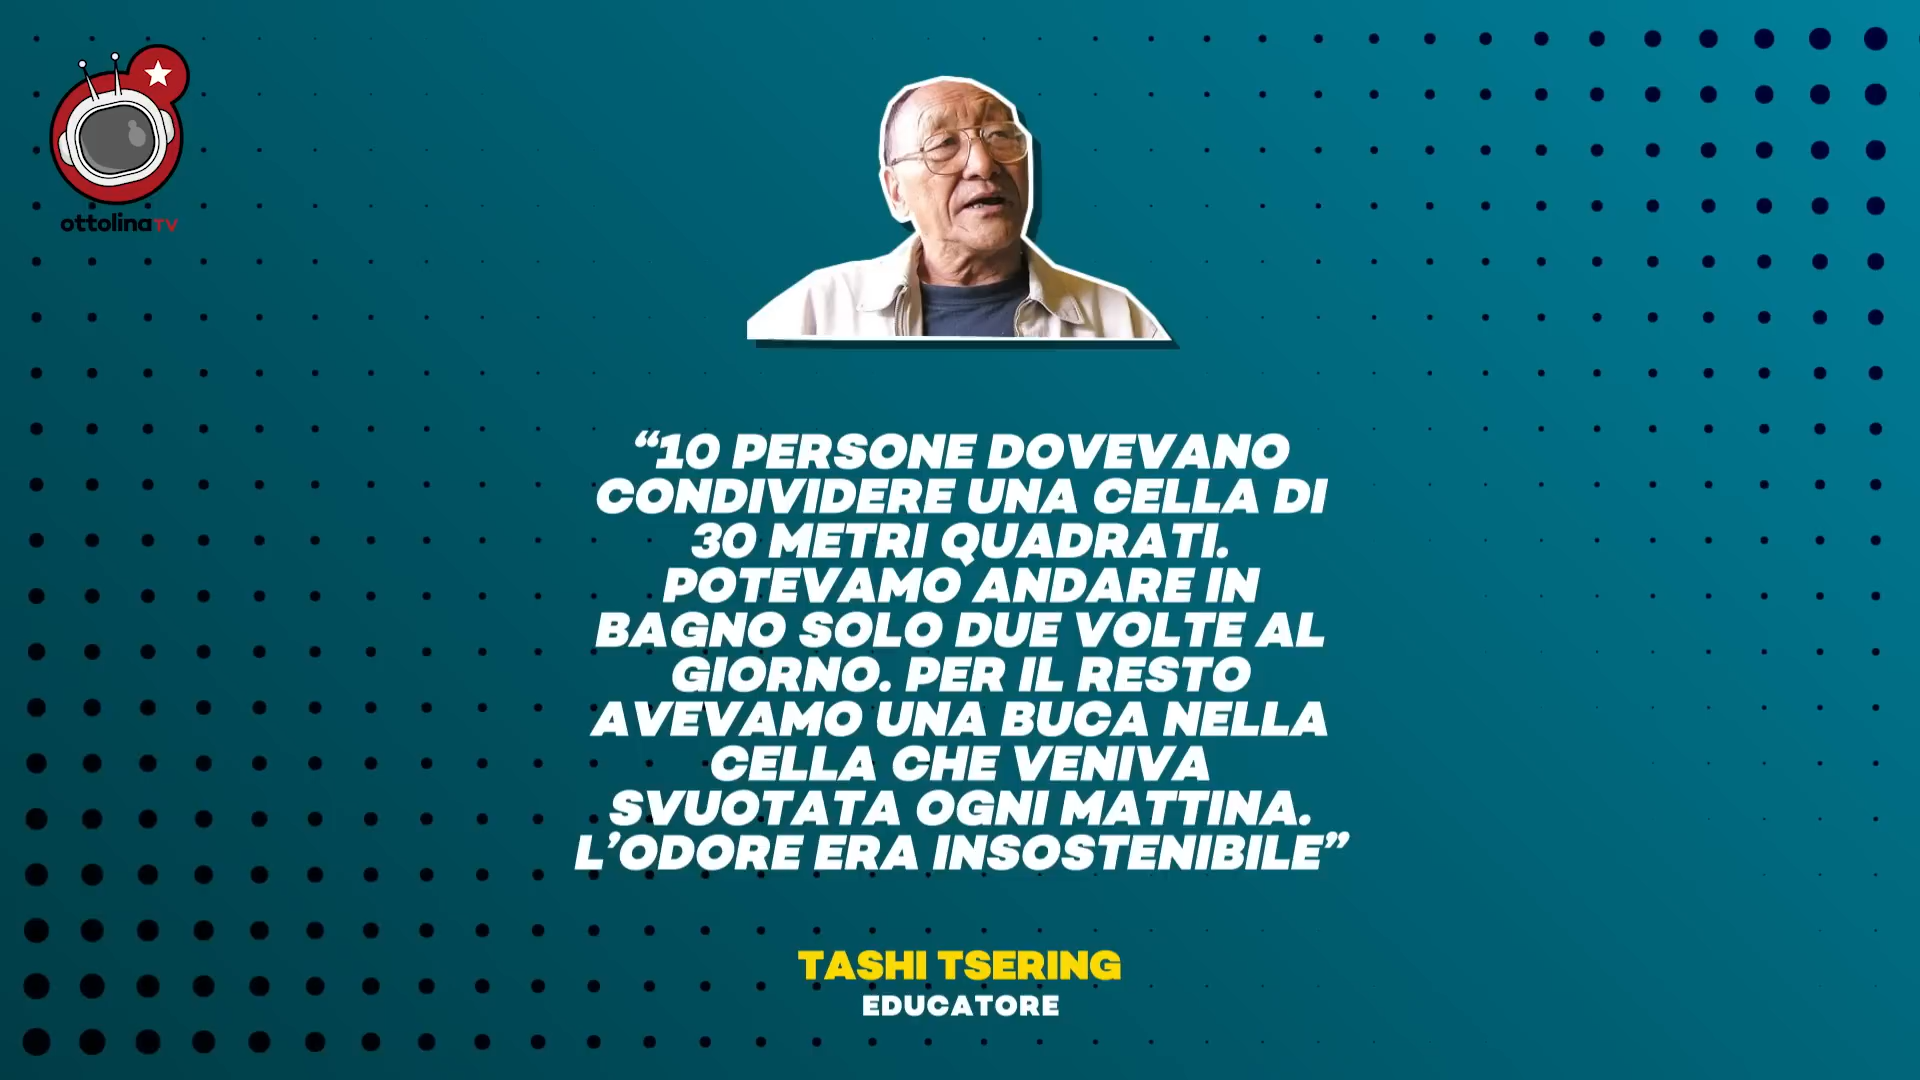 ottolinaTV
“10 PERSONE DOVEVANO
CONDIVIDERE UNA CELLA DI
30 METRI QUADRATI.
POTEVAMO ANDARE IN
BAGNO SOLO DUE VOLTE AL
GIORNO. PER IL RESTO
AVEVAMO UNA BUCA NELLA
CELLA CHE VENIVA
SVUOTATA OGNI MATTINA.
L’ODORE ERA INSOSTENIBILE”
TASHI TSERING
EDUCATORE